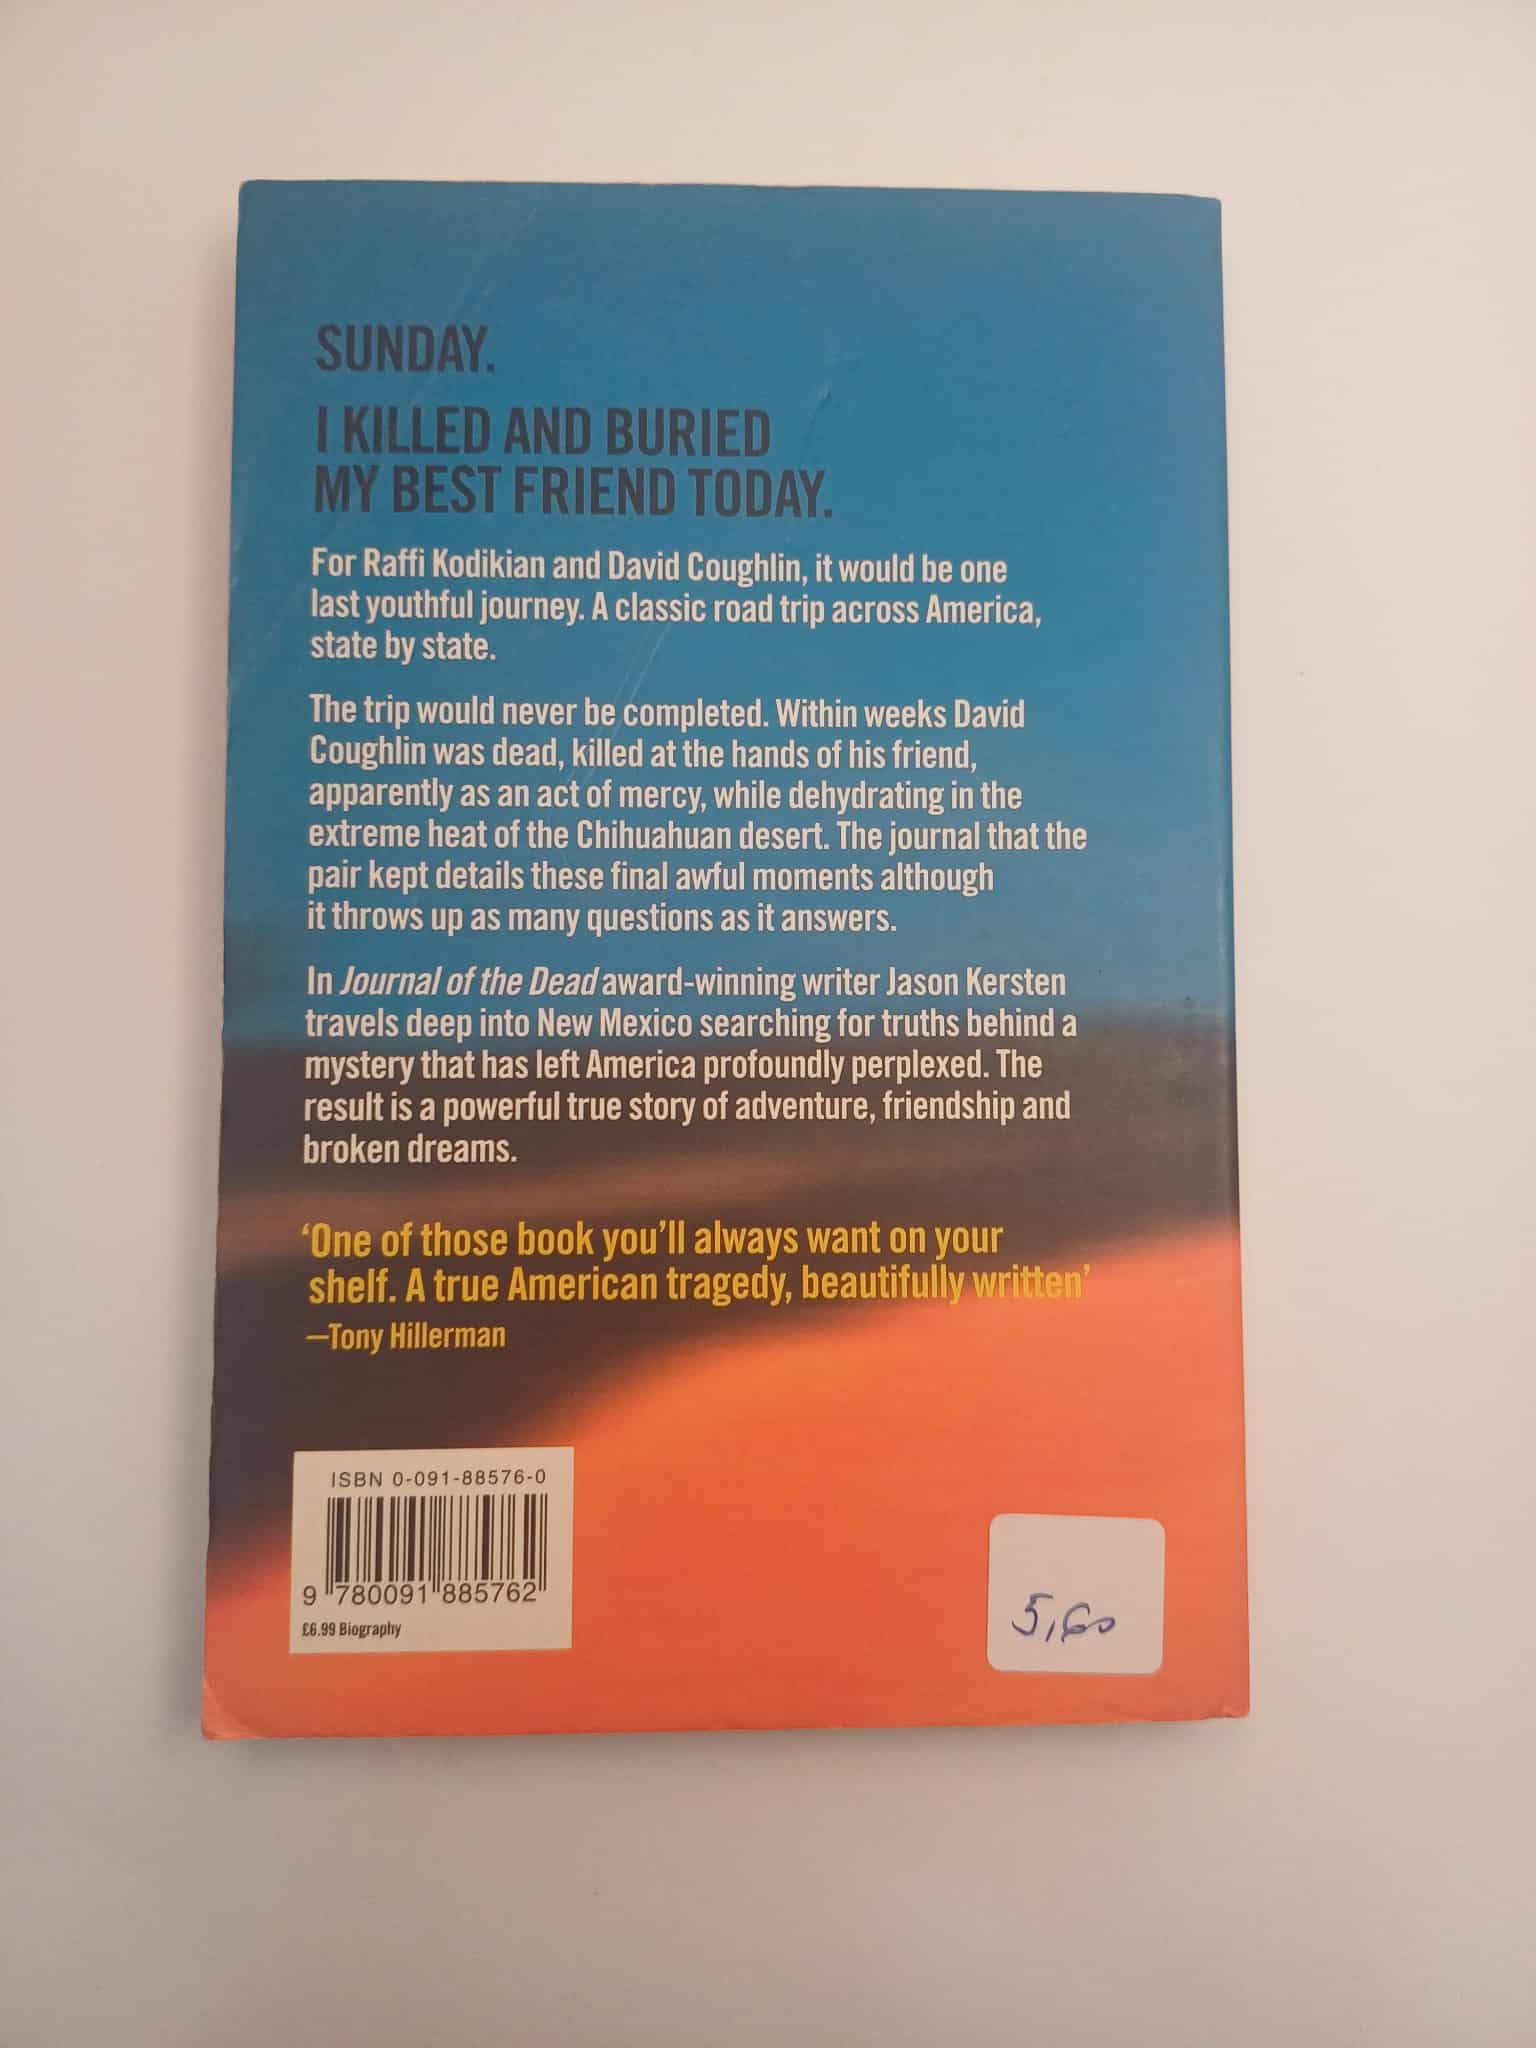 SUNDAY.
I KILLED AND BURIED
MY BEST FRIEND TODAY.
For Raffi Kodikian and David Coughlin, it would be one
last youthful journey. A classic road trip across America,
state by state.
The trip would never be completed. Within weeks David
Coughlin was dead, killed at the hands of his friend,
apparently as an act of mercy, while dehydrating in the
extreme heat of the Chihuahuan desert. The journal that the
pair kept details these final awful moments although
it throws up as many questions as it answers.
In Journal of the Dead award-winning writer Jason Kersten
travels deep into New Mexico searching for truths behind a
mystery that has left America profoundly perplexed. The
result is a powerful true story of adventure, friendship and
broken dreams.
‘One of those book you’ll always want on your
shelf. A true American tragedy, beautifully written’
—Tony Hillerman
ISBN 0-091-88576-0
9 780091 885762
£6.99 Biography
5,60